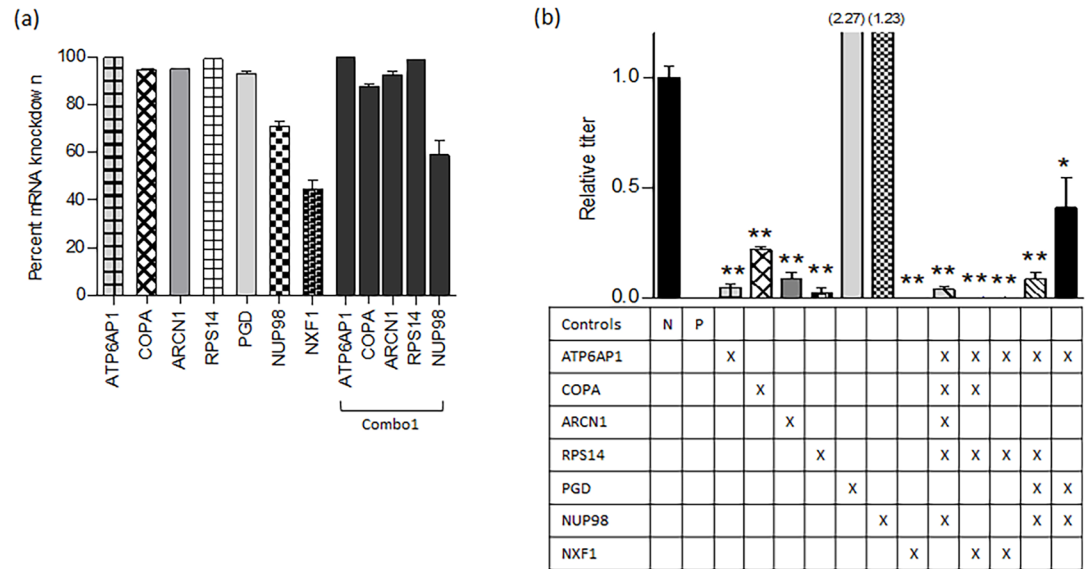 (a)
Percent mRNA knockdow n
100
80
60
40
20
0
ATP6AP1
COPA
ARCN1
RPS14
PGD
NUP98
NXF1
ATP6AP1
COPA
ARCN1
RPS14
NUP98
Combo1
(b)
(2.27) (1.23)
Relative titer
1.0
0.5
0.0
** ** ** ** ** ** ** ** ** *
Controls N P
ATP6AP1 X X X X X X
COPA X X X
ARCN1 X X
RPS14 X X X X X
PGD X X X
NUP98 X X X X
NXF1 X X X